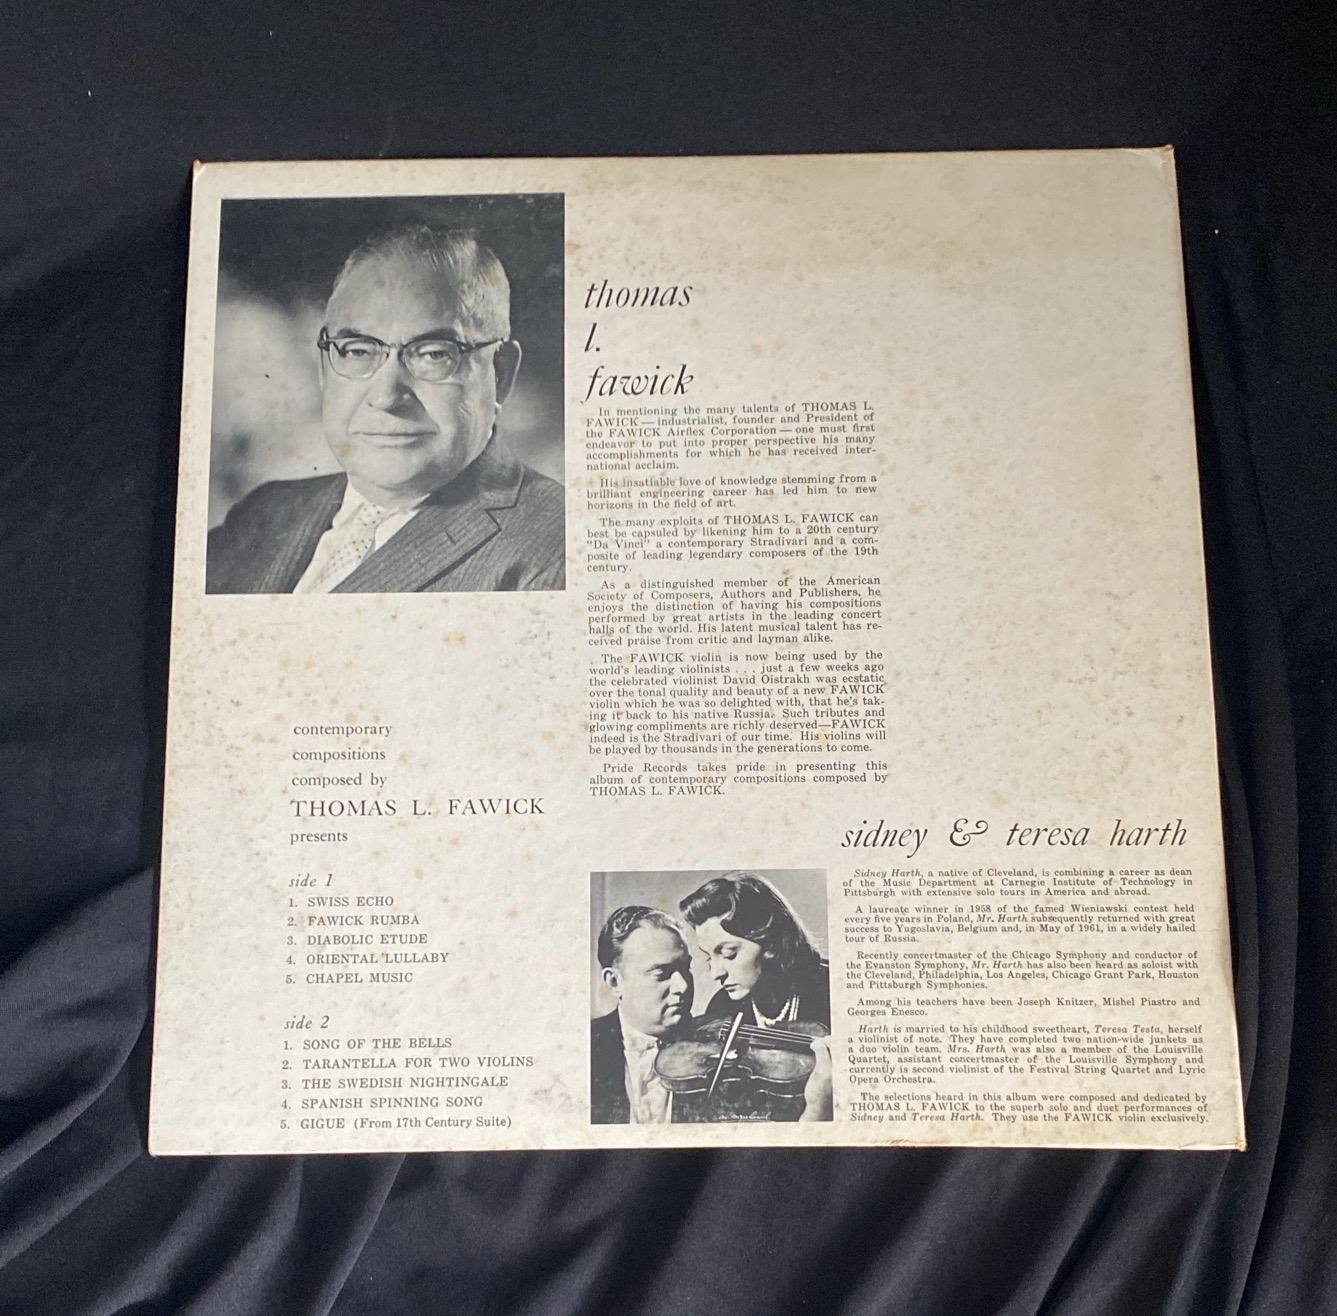 thomas
l.
fawick
In mentioning the many talents of THOMAS L.
FAWICK — industrialist, founder and President of
the FAWICK Airflex Corporation — one must first
endeavor to put into proper perspective his many
accomplishments for which he has received inter-
national acclaim.
His insatiable love of knowledge stemming from a
brilliant engineering career has led him to new
horizons in the field of art.
The many exploits of THOMAS L. FAWICK can
best be capsuled by likening him to a 20th century
"Da Vinci" a contemporary Stradivari and a com-
posite of leading legendary composers of the 19th
century.
As a distinguished member of the American
Society of Composers, Authors and Publishers, he
enjoys the distinction of having his compositions
performed by great artists in the leading concert
halls of the world. His latent musical talent has re-
ceived praise from critic and layman alike.
The FAWICK violin is now being used by the
world's leading violinists . . . just a few weeks ago
the celebrated violinist David Oistrakh was ecstatic
over the tonal quality and beauty of a new FAWICK
violin which he was so delighted with, that he's tak-
ing it back to his native Russia. Such tributes and
glowing compliments are richly deserved—FAWICK
indeed is the Stradivari of our time. His violins will
be played by thousands in the generations to come.
Pride Records takes pride in presenting this
album of contemporary compositions composed by
THOMAS L. FAWICK.
contemporary
compositions
composed by
THOMAS L. FAWICK
presents
side 1
1. SWISS ECHO
2. FAWICK RUMBA
3. DIABOLIC ETUDE
4. ORIENTAL LULLABY
5. CHAPEL MUSIC
side 2
1. SONG OF THE BELLS
2. TARANTELLA FOR TWO VIOLINS
3. THE SWEDISH NIGHTINGALE
4. SPANISH SPINNING SONG
5. GIGUE (From 17th Century Suite)
sidney & teresa harth
Sidney Harth, a native of Cleveland, is combining a career as dean
of the Music Department at Carnegie Institute of Technology in
Pittsburgh with extensive solo tours in America and abroad.
A laureate winner in 1958 of the famed Wieniawski contest held
every five years in Poland, Mr. Harth subsequently returned with great
success to Yugoslavia, Belgium and, in May of 1961, in a widely hailed
tour of Russia.
Recently concertmaster of the Chicago Symphony and conductor of
the Evanston Symphony, Mr. Harth has also been heard as soloist with
the Cleveland, Philadelphia, Los Angeles, Chicago Grant Park, Houston
and Pittsburgh Symphonies.
Among his teachers have been Joseph Knitzer, Mishel Piastro and
Georges Enesco.
Harth is married to his childhood sweetheart, Teresa Testa, herself
a violinist of note. They have completed two nation-wide junkets as
a duo violin team. Mrs. Harth was also a member of the Louisville
Quartet, assistant concertmaster of the Louisville Symphony and
currently is second violinist of the Festival String Quartet and Lyric
Opera Orchestra.
The selections heard in this album were composed and dedicated by
THOMAS L. FAWICK to the superb solo and duet performances of
Sidney and Teresa Harth. They use the FAWICK violin exclusively.